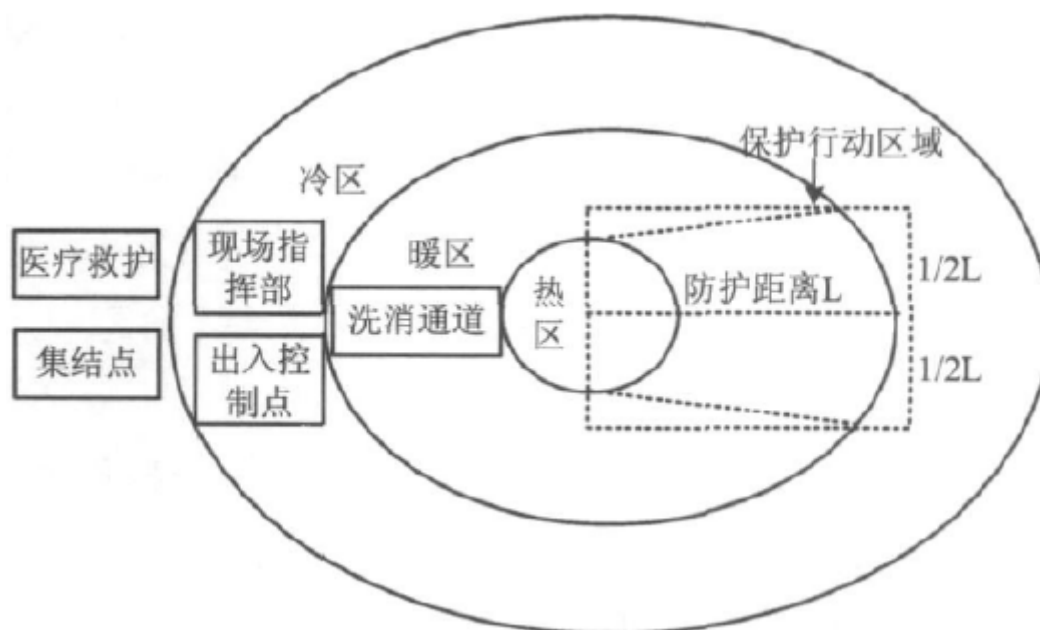 保护行动区域
冷区
医疗救护
现场指
挥部
暖区
1/2L
热
区
防护距离L
洗消通道
集结点
出入控
制点
1/2L